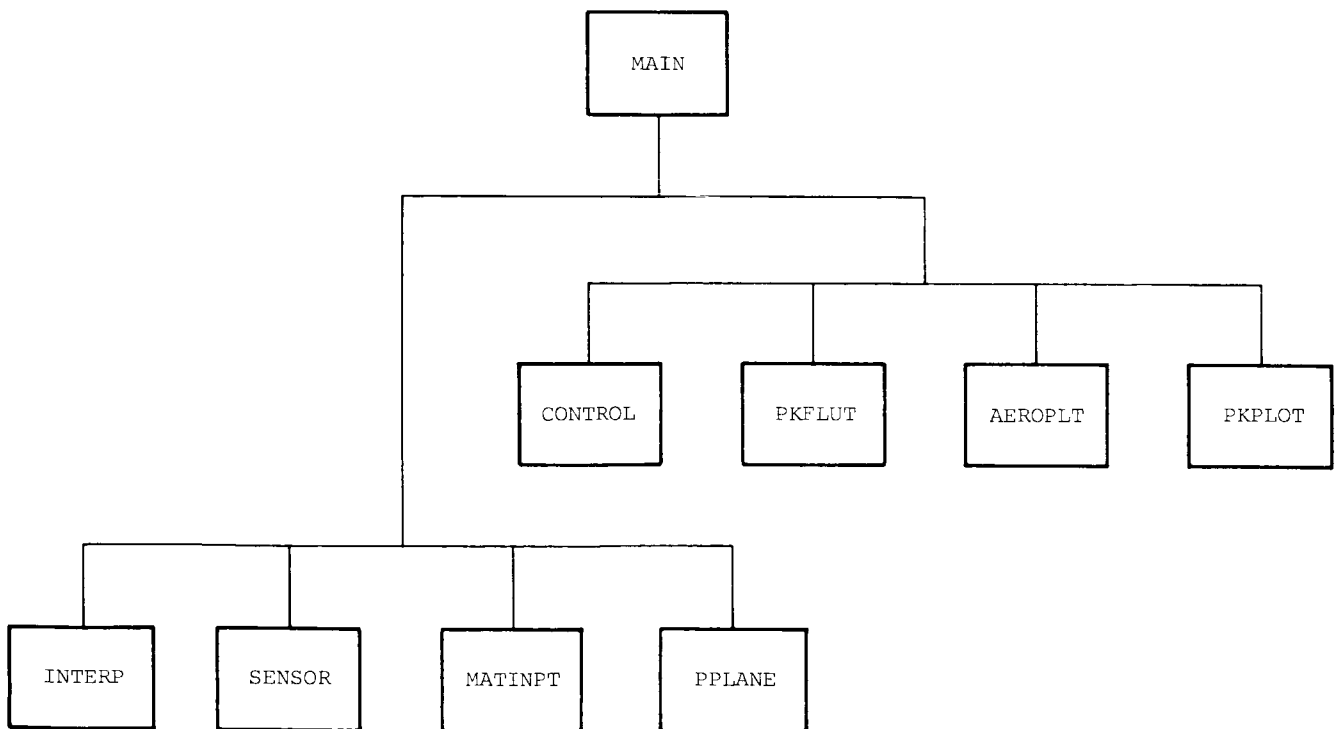 MAIN
CONTROL
PKFLUT
AEROPLT
PKPLOT
INTERP
SENSOR
MATINPT
PPLANE